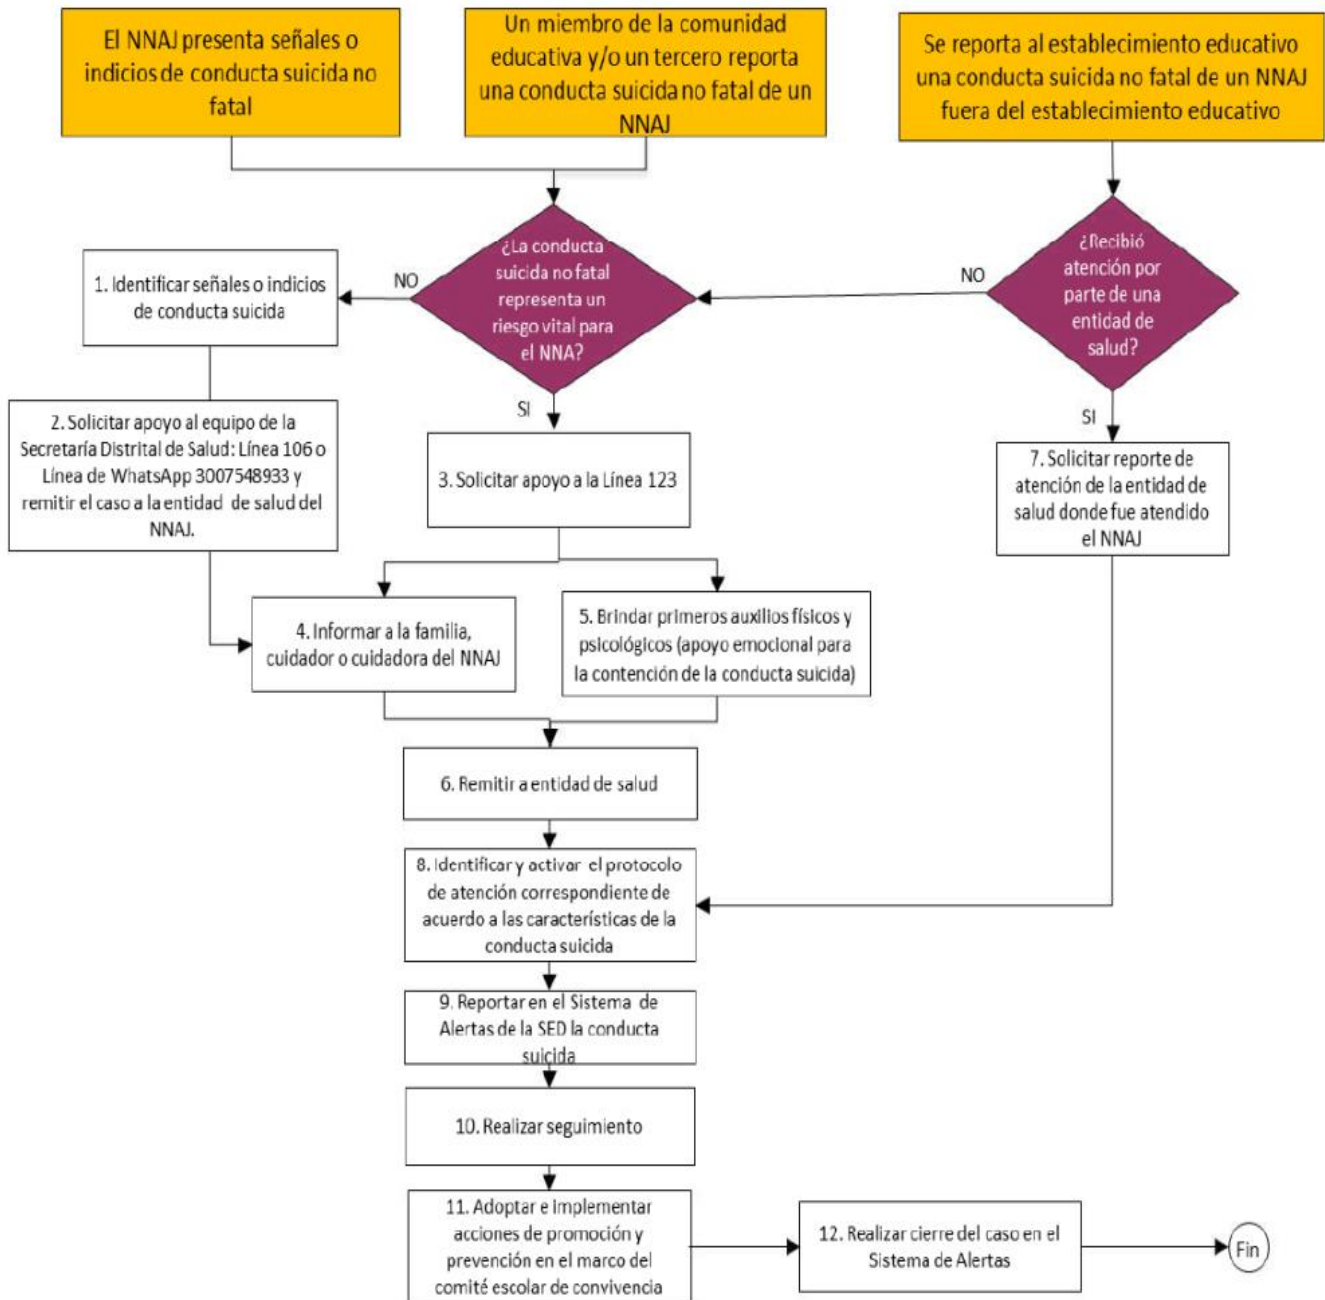 El NNAJ presenta señales o
indicios de conducta suicida no
fatal
Un miembro de la comunidad
educativa y/o un tercero reporta
una conducta suicida no fatal de un
NNAJ
Se reporta al establecimiento educativo
una conducta suicida no fatal de un NNAJ
fuera del establecimiento educativo
¿La conducta
suicida no fatal
representa un
riesgo vital para
el NNA?
¿Recibió
atención por
parte de una
entidad de
salud?
NO
NO
1. Identificar señales o indicios
de conducta suicida
SI
SI
2. Solicitar apoyo al equipo de la
Secretaría Distrital de Salud: Línea 106 o
Línea de WhatsApp 3007548933 y
remitir el caso a la entidad de salud del
NNAJ.
3. Solicitar apoyo a la Línea 123
7. Solicitar reporte de
atención de la entidad de
salud donde fue atendido
el NNAJ
4. Informar a la familia,
cuidador o cuidadora del NNAJ
5. Brindar primeros auxilios físicos y
psicológicos (apoyo emocional para
la contención de la conducta suicida)
6. Remitir a entidad de salud
8. Identificar y activar el protocolo
de atención correspondiente de
acuerdo a las características de la
conducta suicida
9. Reportar en el Sistema de
Alertas de la SED la conducta
suicida
10. Realizar seguimiento
11. Adoptar e Implementar
acciones de promoción y
prevención en el marco del
comité escolar de convivencia
12. Realizar cierre del caso en el
Sistema de Alertas
Fin